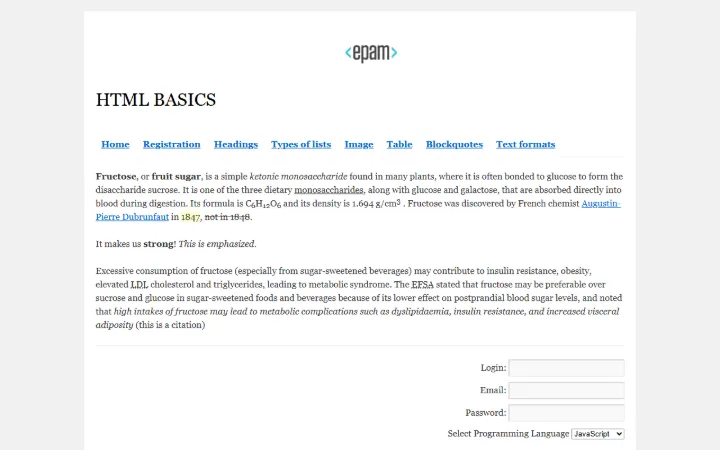 <epam>
HTML BASICS
Home Registration Headings Types of lists Image Table Blockquotes Text formats
Fructose, or fruit sugar, is a simple ketonic monosaccharide found in many plants, where it is often bonded to glucose to form the
disaccharide sucrose. It is one of the three dietary monosaccharides, along with glucose and galactose, that are absorbed directly into
blood during digestion. Its formula is C₆H₁₂O₆ and its density is 1.694 g/cm³ . Fructose was discovered by French chemist Augustin-
Pierre Dubrunfaut in 1847, not in 1848.
It makes us strong! This is emphasized.
Excessive consumption of fructose (especially from sugar-sweetened beverages) may contribute to insulin resistance, obesity,
elevated LDL cholesterol and triglycerides, leading to metabolic syndrome. The EFSA stated that fructose may be preferable over
sucrose and glucose in sugar-sweetened foods and beverages because of its lower effect on postprandial blood sugar levels, and noted
that high intakes of fructose may lead to metabolic complications such as dyslipidaemia, insulin resistance, and increased visceral
adiposity (this is a citation)
Login:
Email:
Password:
Select Programming Language JavaScript